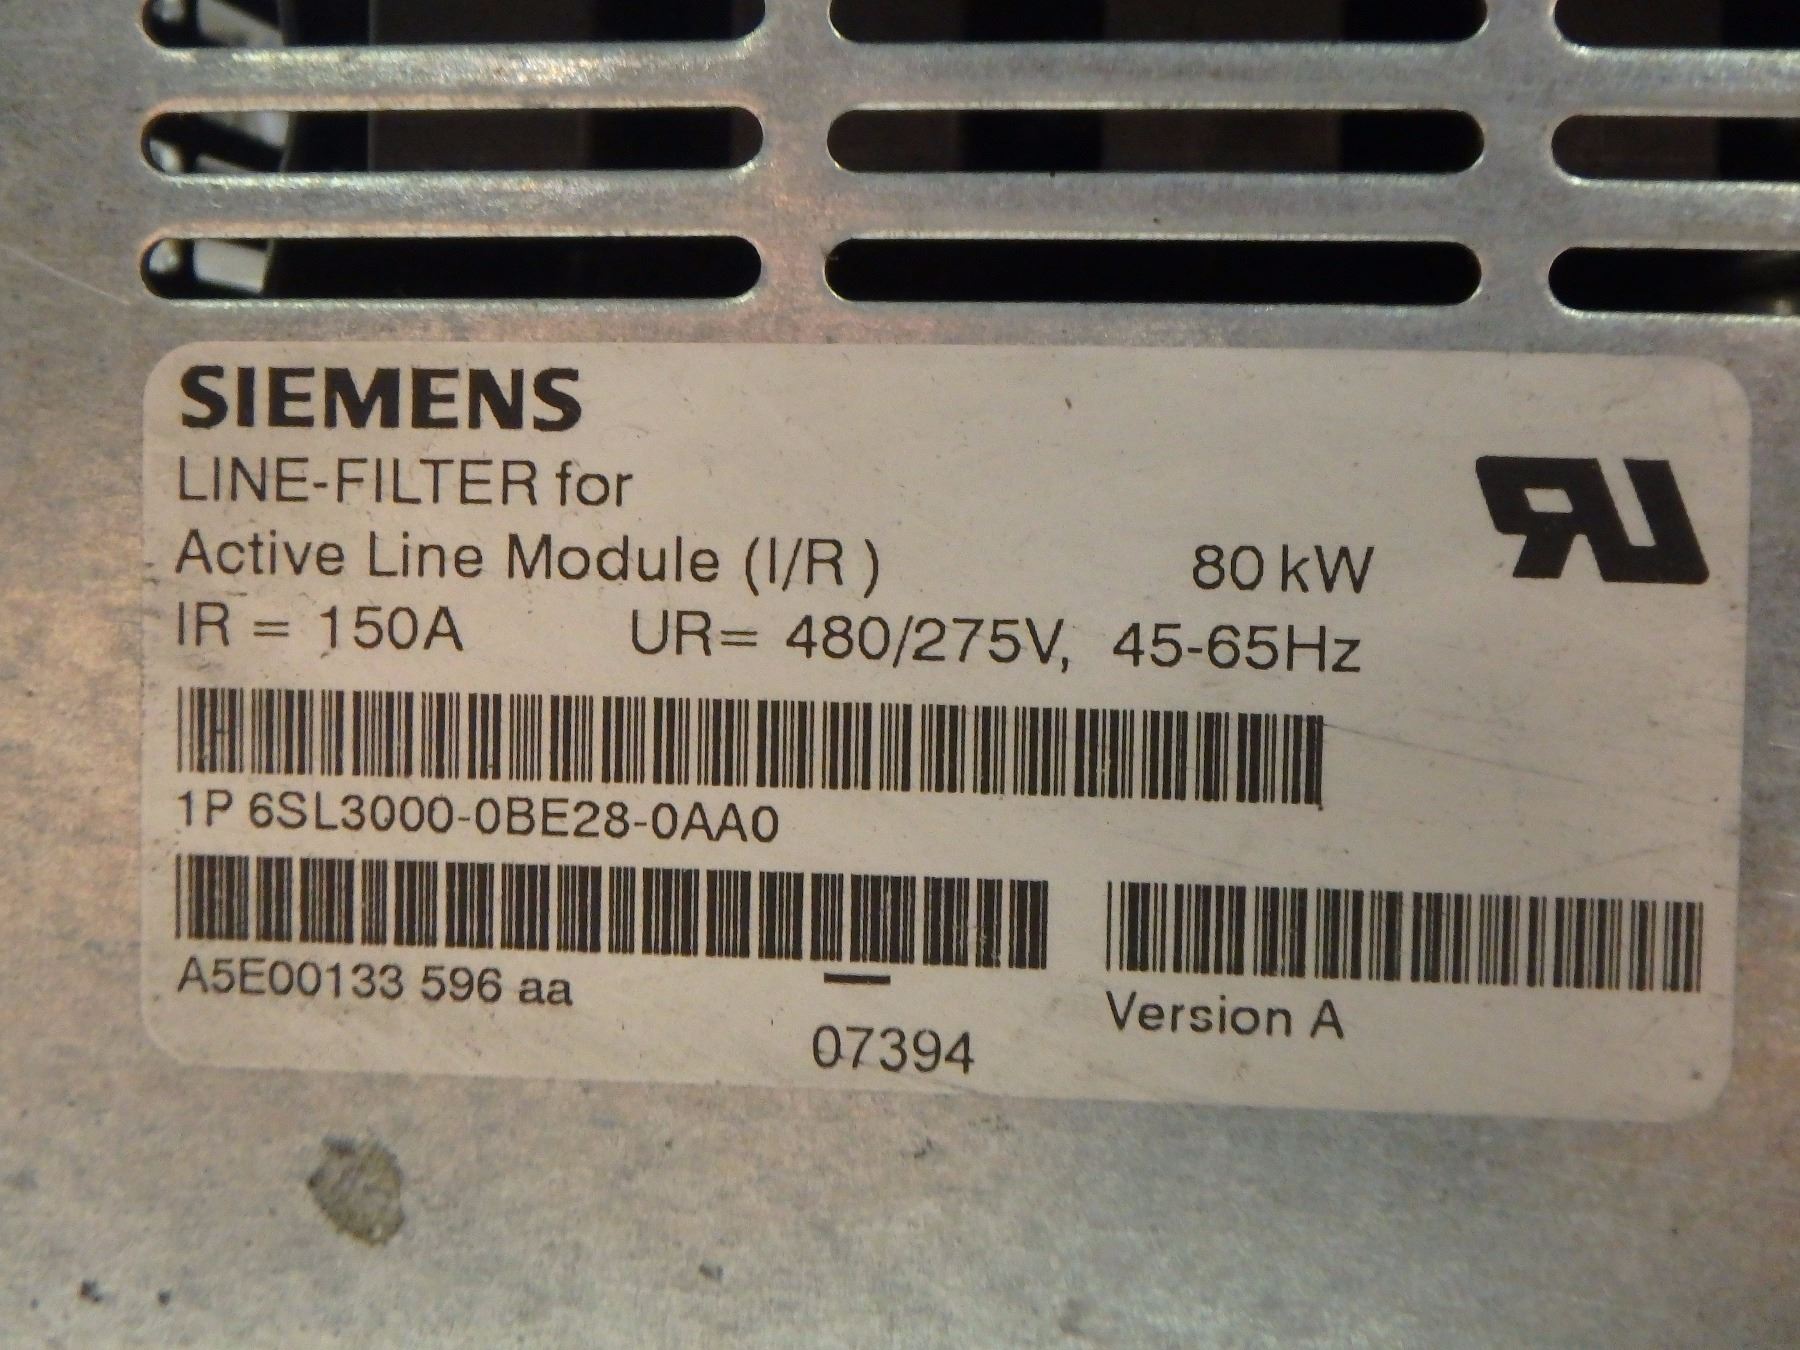 SIEMENS
LINE-FILTER for
Active Line Module (I/R ) 80 kW
IR = 150A UR= 480/275V, 45-65Hz
1P 6SL3000-0BE28-0AA0
A5E00133 596 aa
Version A
07394